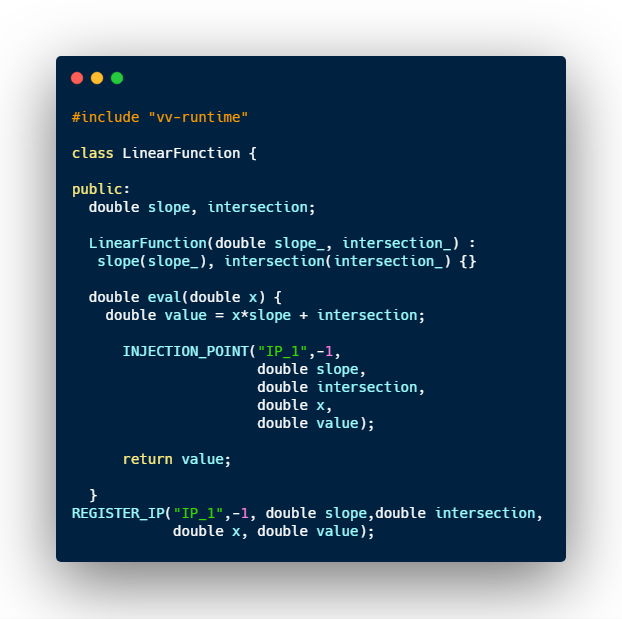 #include "vv-runtime"
class LinearFunction {
public:
double slope, intersection;
LinearFunction(double slope_, intersection_) :
slope(slope_), intersection(intersection_) {}
double eval(double x) {
double value = x*slope + intersection;
INJECTION_POINT("IP_1",-1,
double slope,
double intersection,
double x,
double value);
return value;
}
REGISTER_IP("IP_1",-1, double slope,double intersection,
double x, double value);